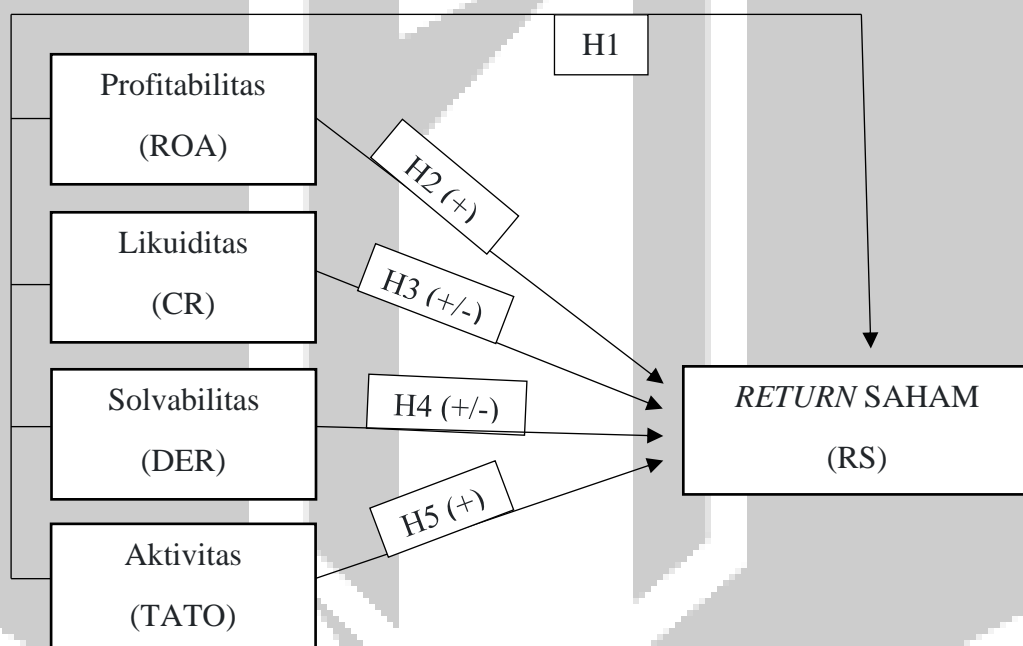 H1
Profitabilitas
(ROA)
H2 (+)
Likuiditas
(CR)
H3 (+/-)
Solvabilitas
(DER)
H4 (+/-)
RETURN SAHAM
(RS)
H5 (+)
Aktivitas
(TATO)